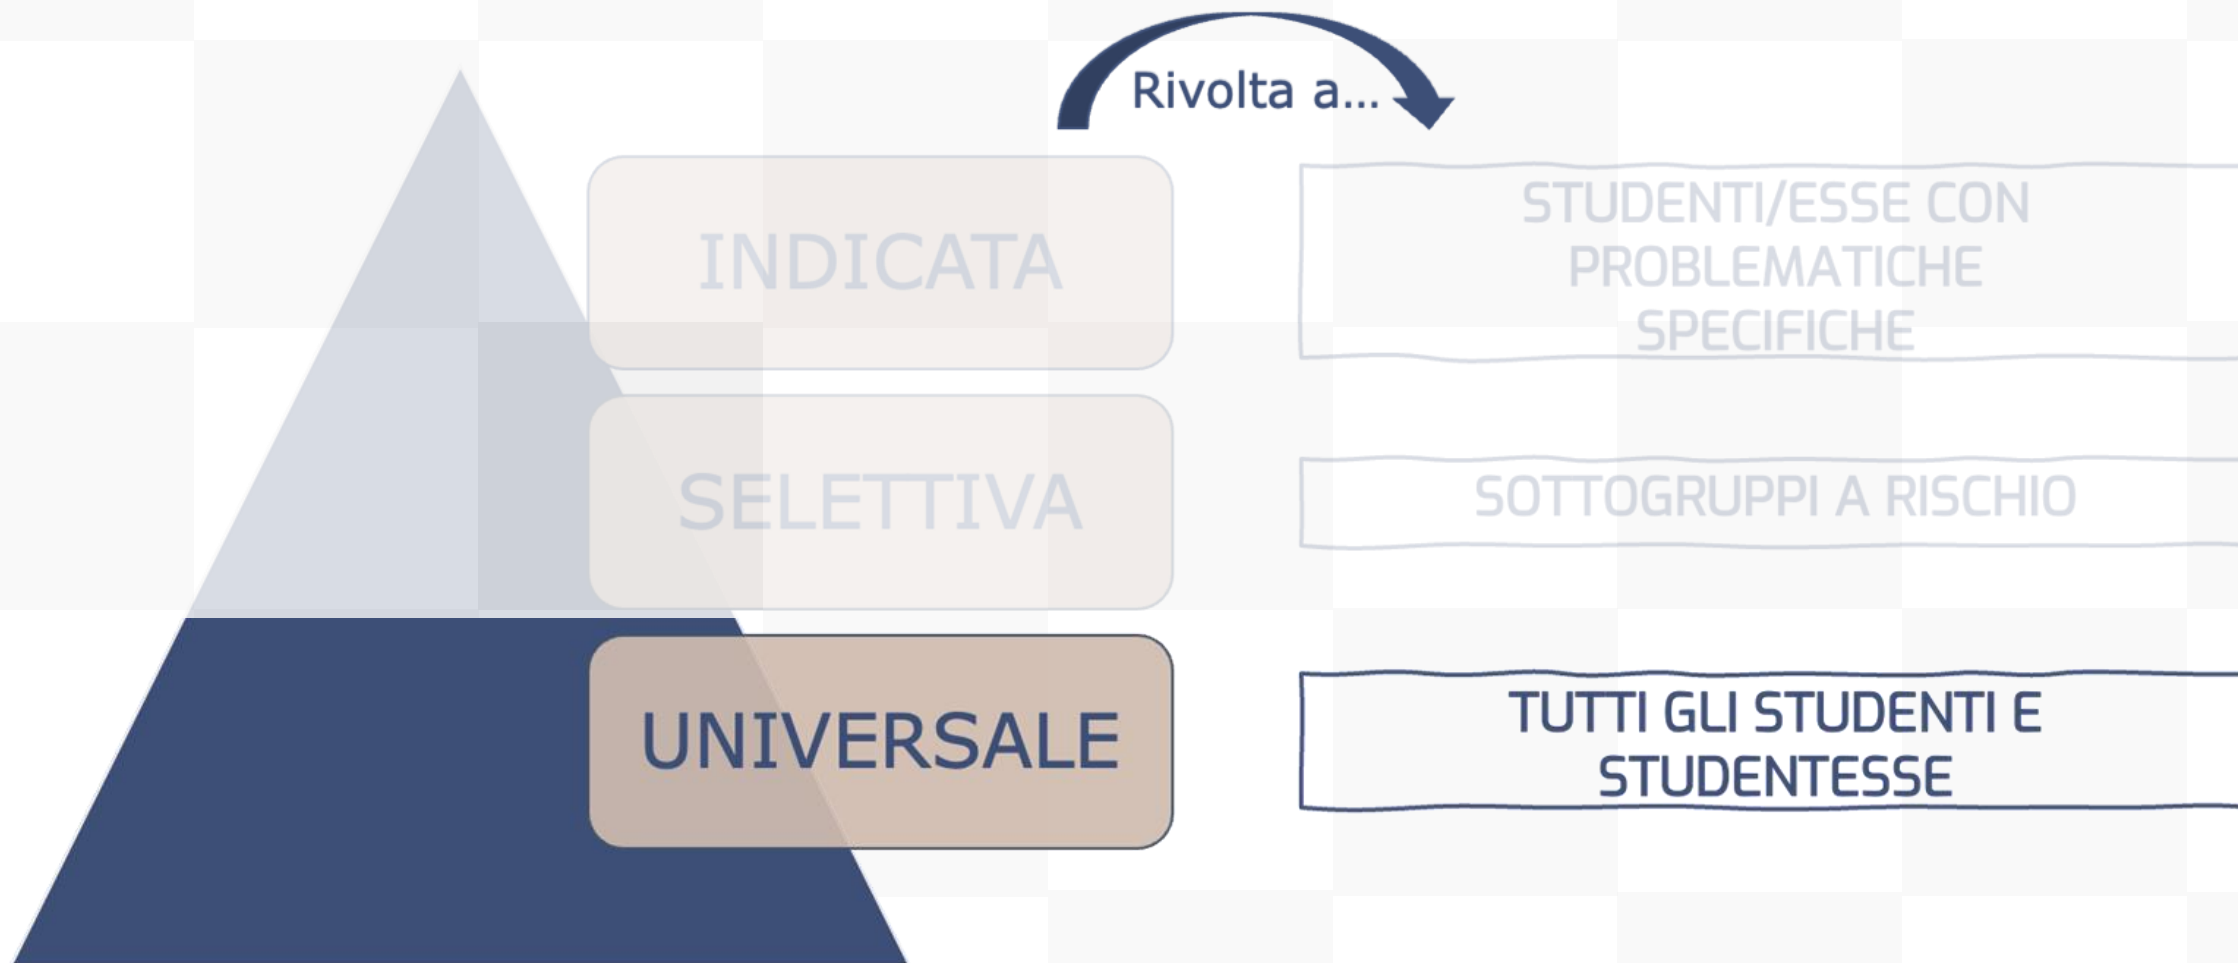 Rivolta a...
INDICATA
STUDENTI/ESSE CON
PROBLEMATICHE
SPECIFICHE
SELETTIVA
SOTTOGRUPPI A RISCHIO
UNIVERSALE
TUTTI GLI STUDENTI E
STUDENTESSE